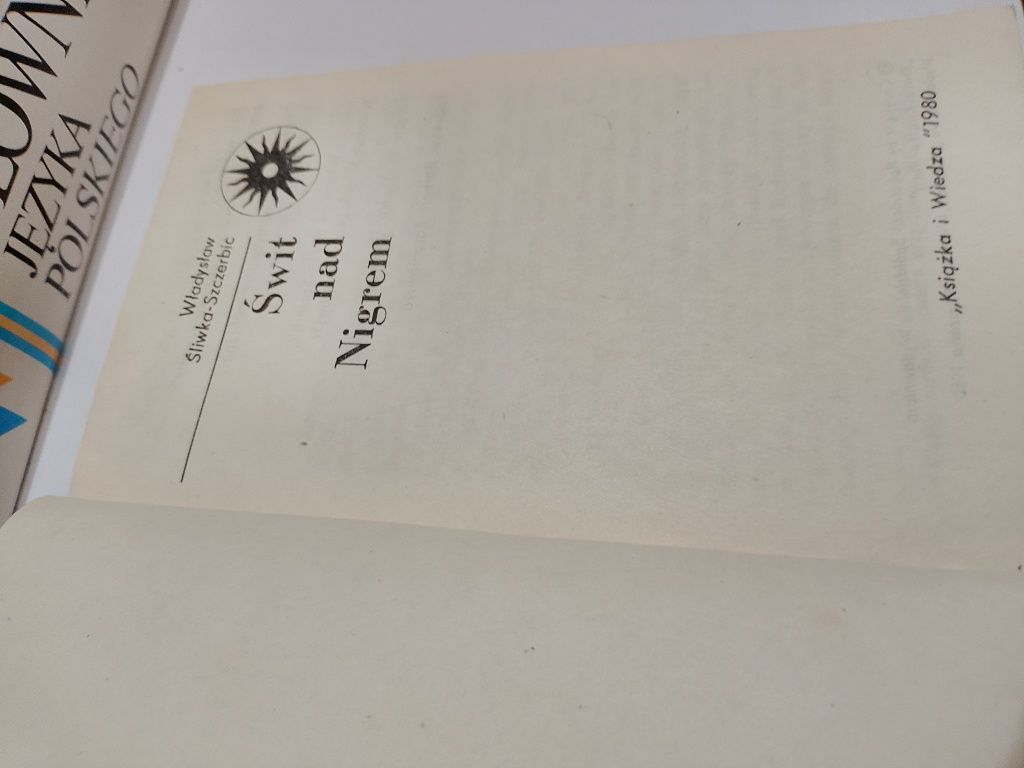 Władysław
Śliwka-Szczerbic
Świt
nad
Nigrem
„Książka i Wiedza "1980
JĘZYKA
POLSKIEGO